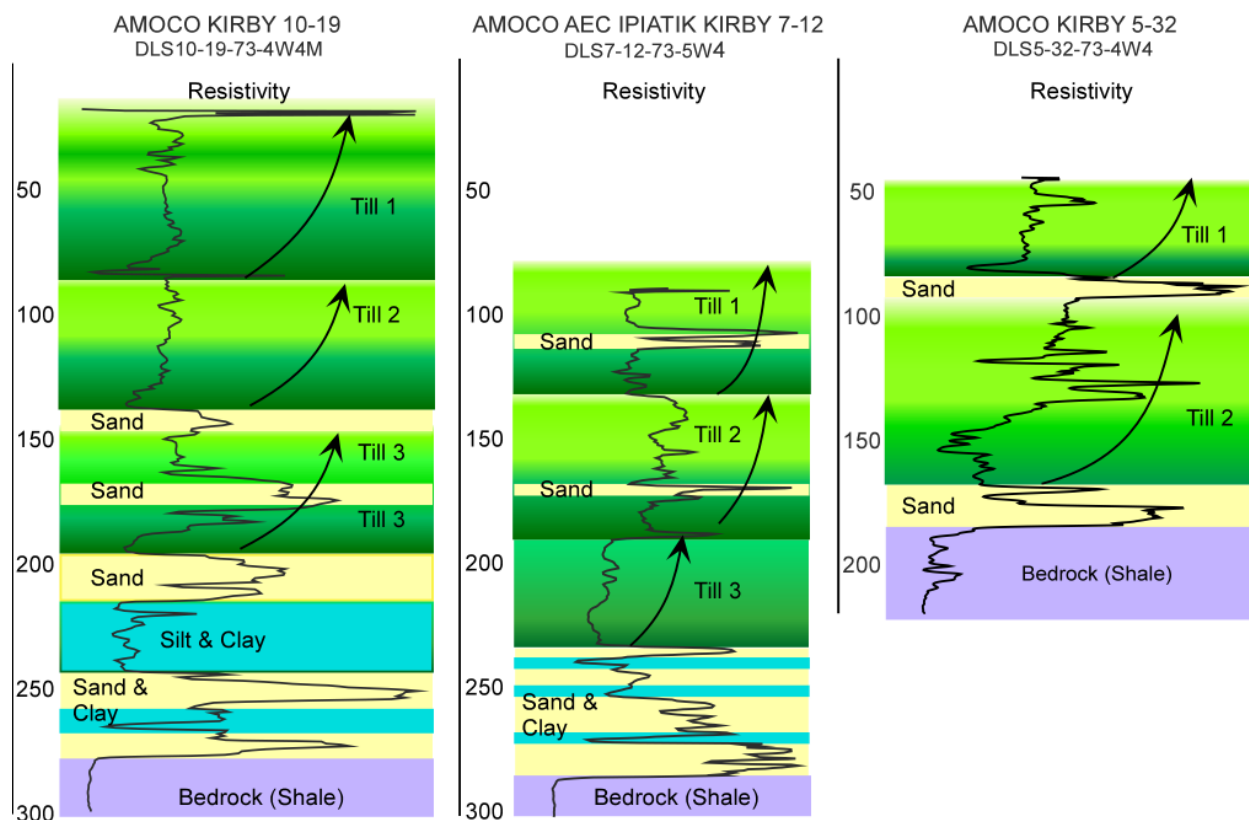 AMOCO KIRBY 10-19
DLS10-19-73-4W4M
Resistivity
50
Till 1
100
Till 2
Sand
150
Till 3
Sand
Till 3
200
Sand
Silt & Clay
250
Sand &
Clay
Bedrock (Shale)
300
AMOCO AEC IPIATIK KIRBY 7-12
DLS7-12-73-5W4
Resistivity
50
100
Till 1
Sand
150
Till 2
Sand
200
Till 3
250
Sand &
Clay
Bedrock (Shale)
300
AMOCO KIRBY 5-32
DLS5-32-73-4W4
Resistivity
50
Till 1
Sand
100
Till 2
150
Sand
200
Bedrock (Shale)